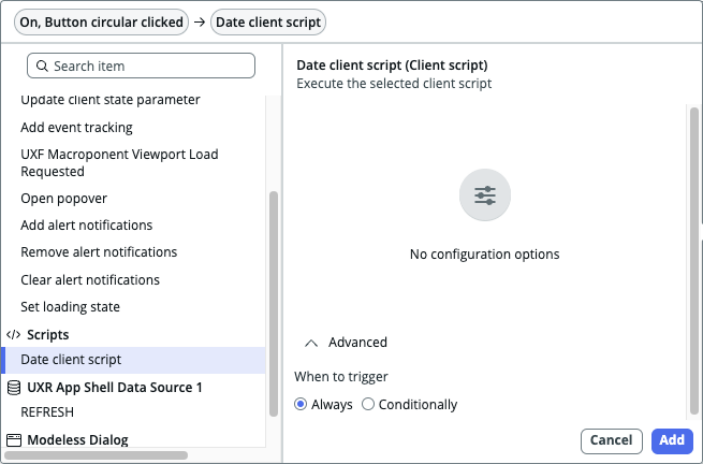 On, Button circular clicked → Date client script
Search item
Update client state parameter
Add event tracking
UXF Macroponent Viewport Load
Requested
Open popover
Add alert notifications
Remove alert notifications
Clear alert notifications
Set loading state
</> Scripts
Date client script
UXR App Shell Data Source 1
REFRESH
Modeless Dialog
Date client script (Client script)
Execute the selected client script
No configuration options
Advanced
When to trigger
Always Conditionally
Cancel Add